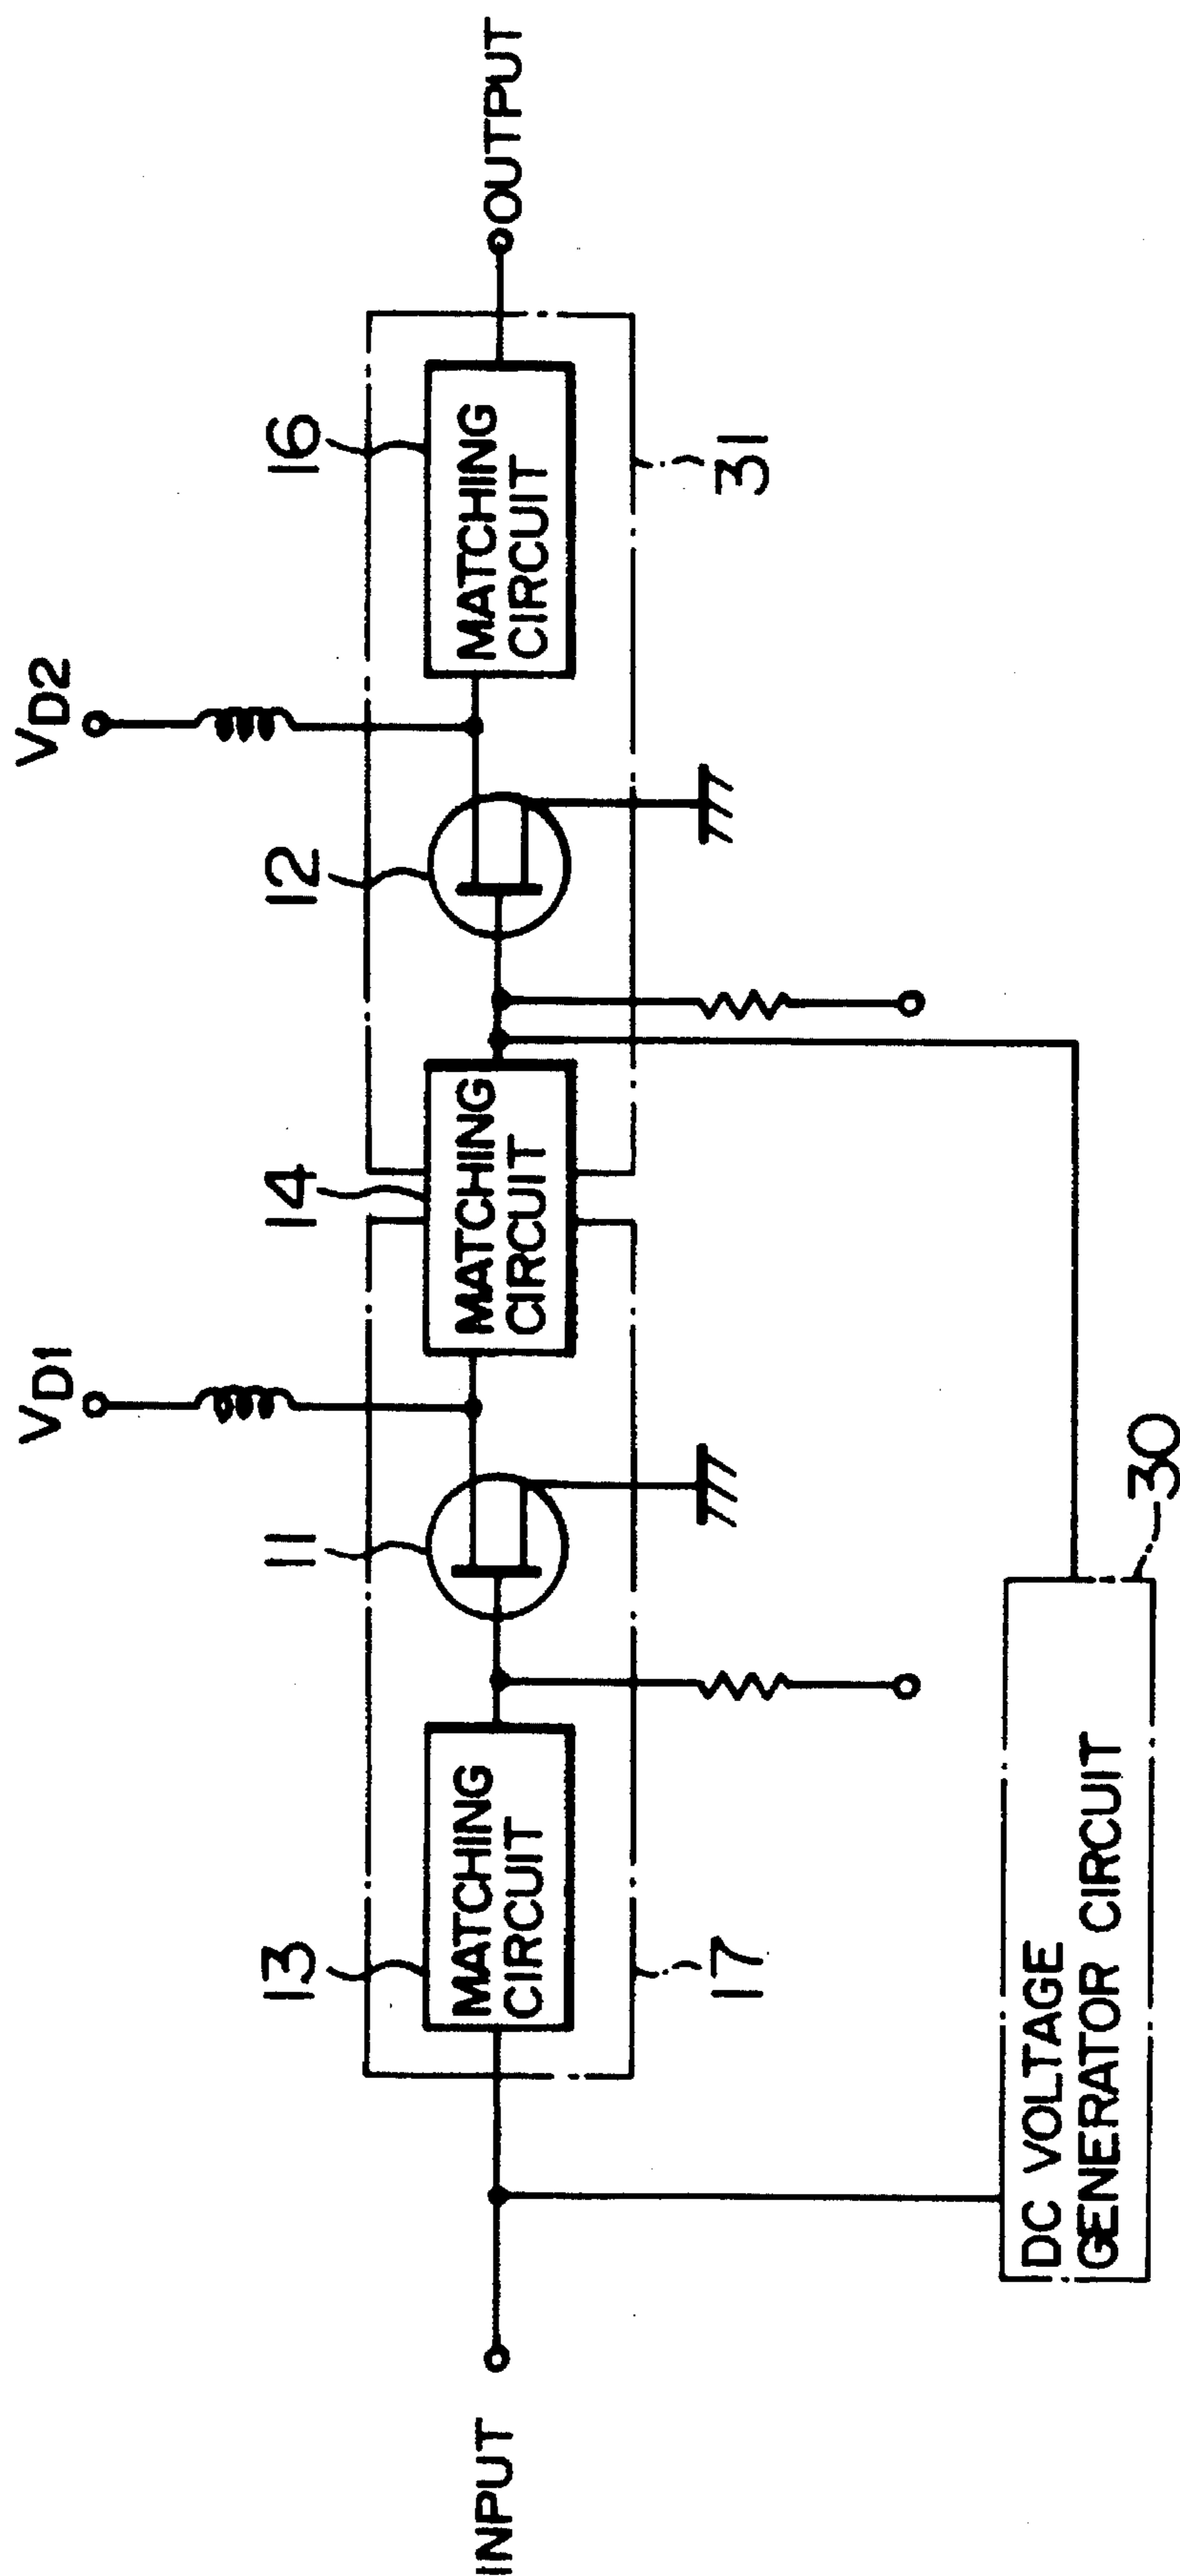 INPUT
13
MATCHING
CIRCUIT
17
11
VD1
14
MATCHING
CIRCUIT
12
VD2
16
MATCHING
CIRCUIT
31
OUTPUT
DC VOLTAGE
GENERATOR CIRCUIT
30